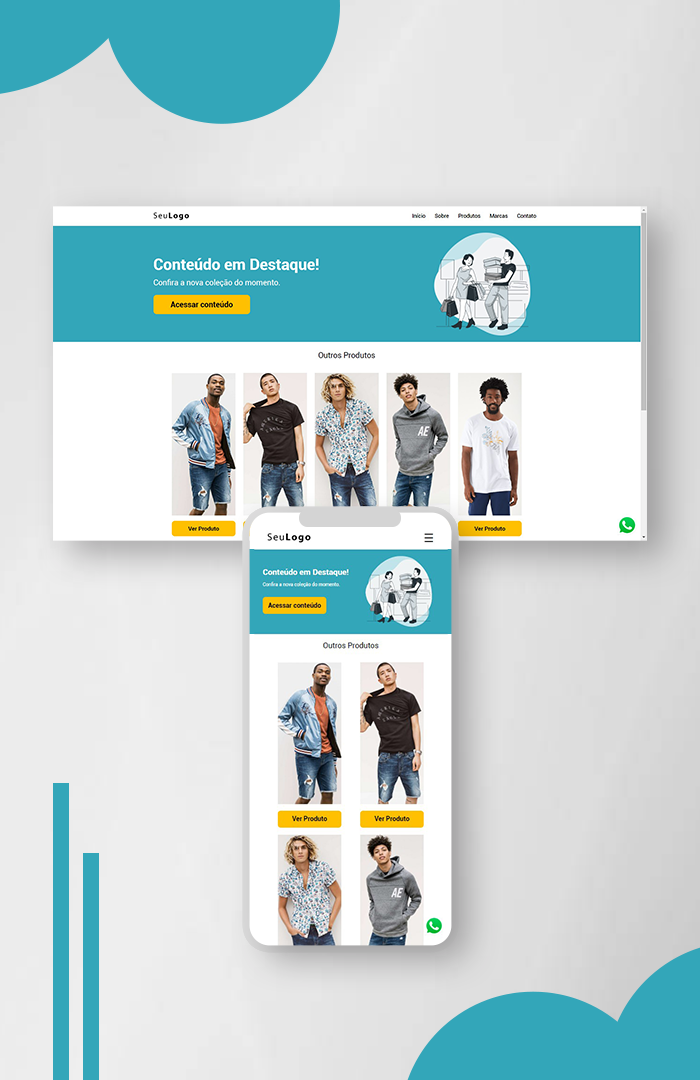 SeuLogo
Início Sobre Produtos Marcas Contato
Conteúdo em Destaque!
Confira a nova coleção do momento.
Acessar conteúdo
Outros Produtos
AE
Ver Produto
Ver Produto
SeuLogo
Conteúdo em Destaque!
Confira a nova coleção do momento.
Acessar conteúdo
Outros Produtos
Ver Produto
Ver Produto
AE